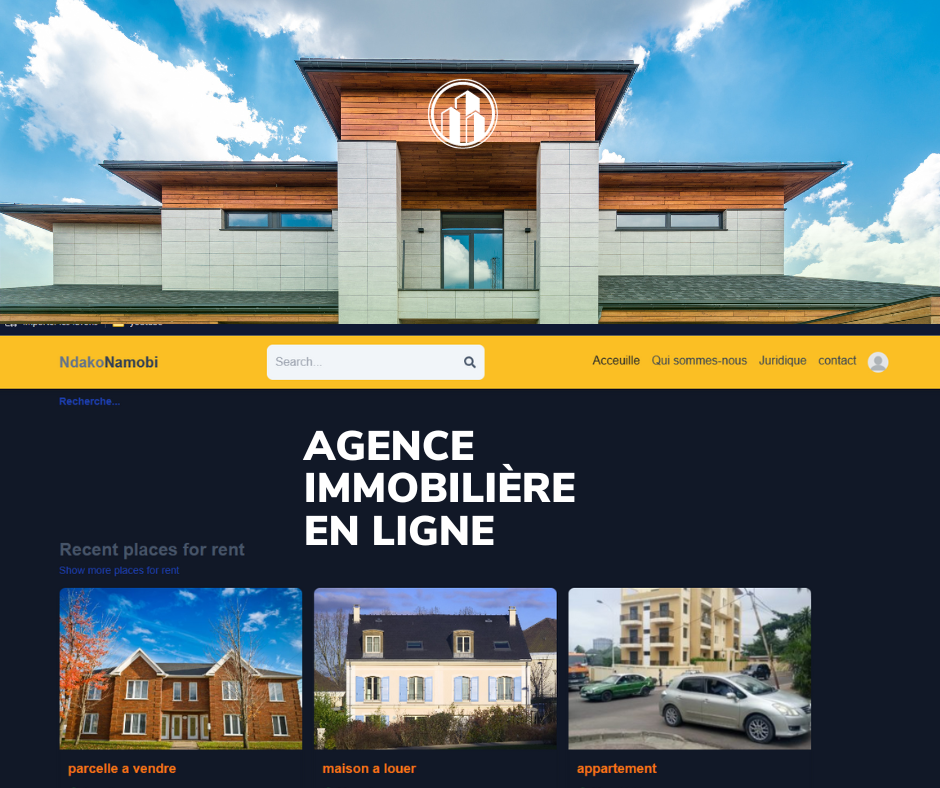 NdakoNamobi
Search...
Acceuille
Qui sommes-nous
Juridique
contact
Recherche...
AGENCE
IMMOBILIÈRE
EN LIGNE
Recent places for rent
Show more places for rent
parcelle a vendre
maison a louer
appartement